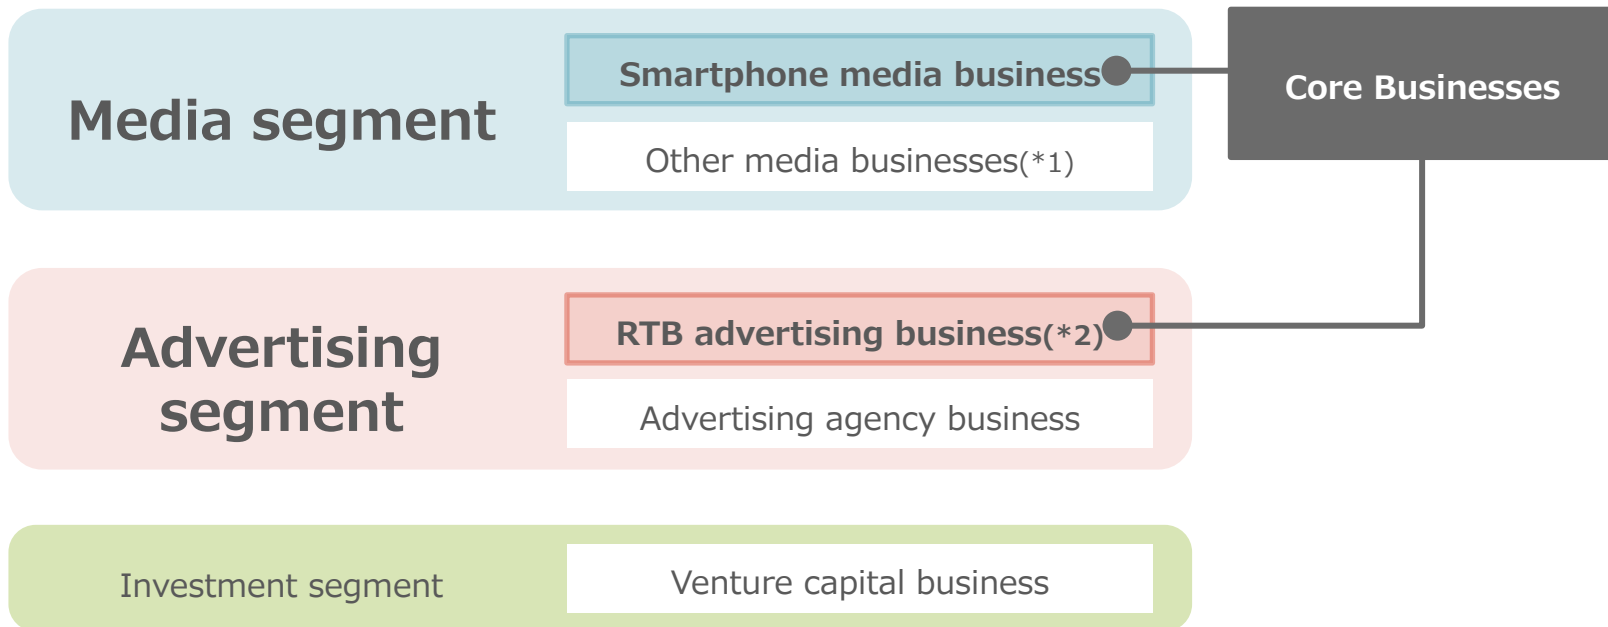 Media segment
Smartphone media business
Other media businesses(*1)
Core Businesses
Advertising
segment
RTB advertising business(*2)
Advertising agency business
Investment segment
Venture capital business